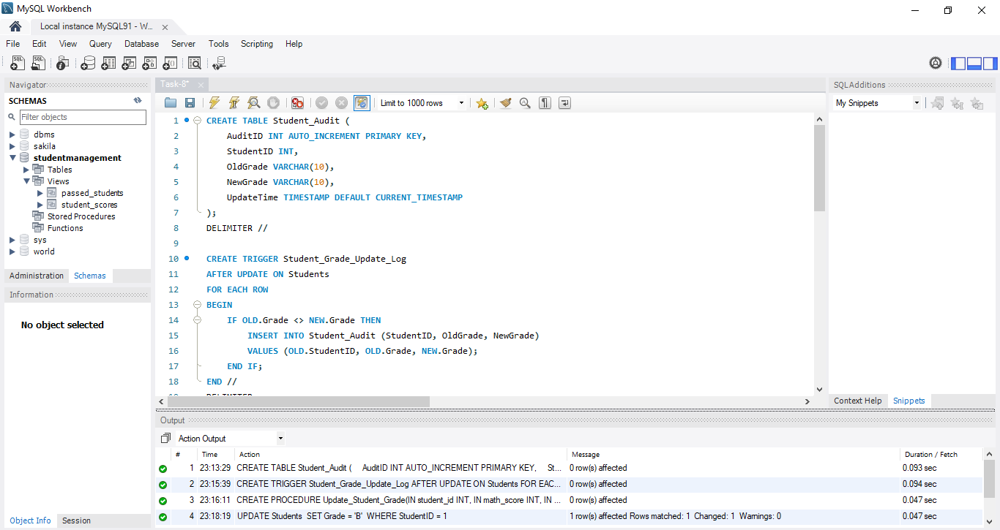 MySQL Workbench
Local instance MySQL91 - W...
File Edit View Query Database Server Tools Scripting Help
Navigator
SCHEMAS
Filter objects
dbms
sakila
studentmanagement
Tables
Views
passed_students
student_scores
Stored Procedures
Functions
sys
world
Administration Schemas
Information
No object selected
Object Info Session
Task-8*
Limit to 1000 rows
1 CREATE TABLE Student_Audit (
2 AuditID INT AUTO_INCREMENT PRIMARY KEY,
3 StudentID INT,
4 OldGrade VARCHAR(10),
5 NewGrade VARCHAR(10),
6 UpdateTime TIMESTAMP DEFAULT CURRENT_TIMESTAMP
7 );
8 DELIMITER //
9
10 CREATE TRIGGER Student_Grade_Update_Log
11 AFTER UPDATE ON Students
12 FOR EACH ROW
13 BEGIN
14 IF OLD.Grade <> NEW.Grade THEN
15 INSERT INTO Student_Audit (StudentID, OldGrade, NewGrade)
16 VALUES (OLD.StudentID, OLD.Grade, NEW.Grade);
17 END IF;
18 END //
19 DELIMITER
SQLAdditions
My Snippets
Context Help Snippets
Output
Action Output
# Time Action Message Duration / Fetch
1 23:13:29 CREATE TABLE Student_Audit ( AuditID INT AUTO_INCREMENT PRIMARY KEY, St... 0 row(s) affected 0.093 sec
2 23:15:39 CREATE TRIGGER Student_Grade_Update_Log AFTER UPDATE ON Students FOR EAC... 0 row(s) affected 0.094 sec
3 23:16:11 CREATE PROCEDURE Update_Student_Grade(IN student_id INT, IN math_score INT, IN ... 0 row(s) affected 0.047 sec
4 23:18:19 UPDATE Students SET Grade = 'B' WHERE StudentID = 1 1 row(s) affected Rows matched: 1 Changed: 1 Warnings: 0 0.047 sec